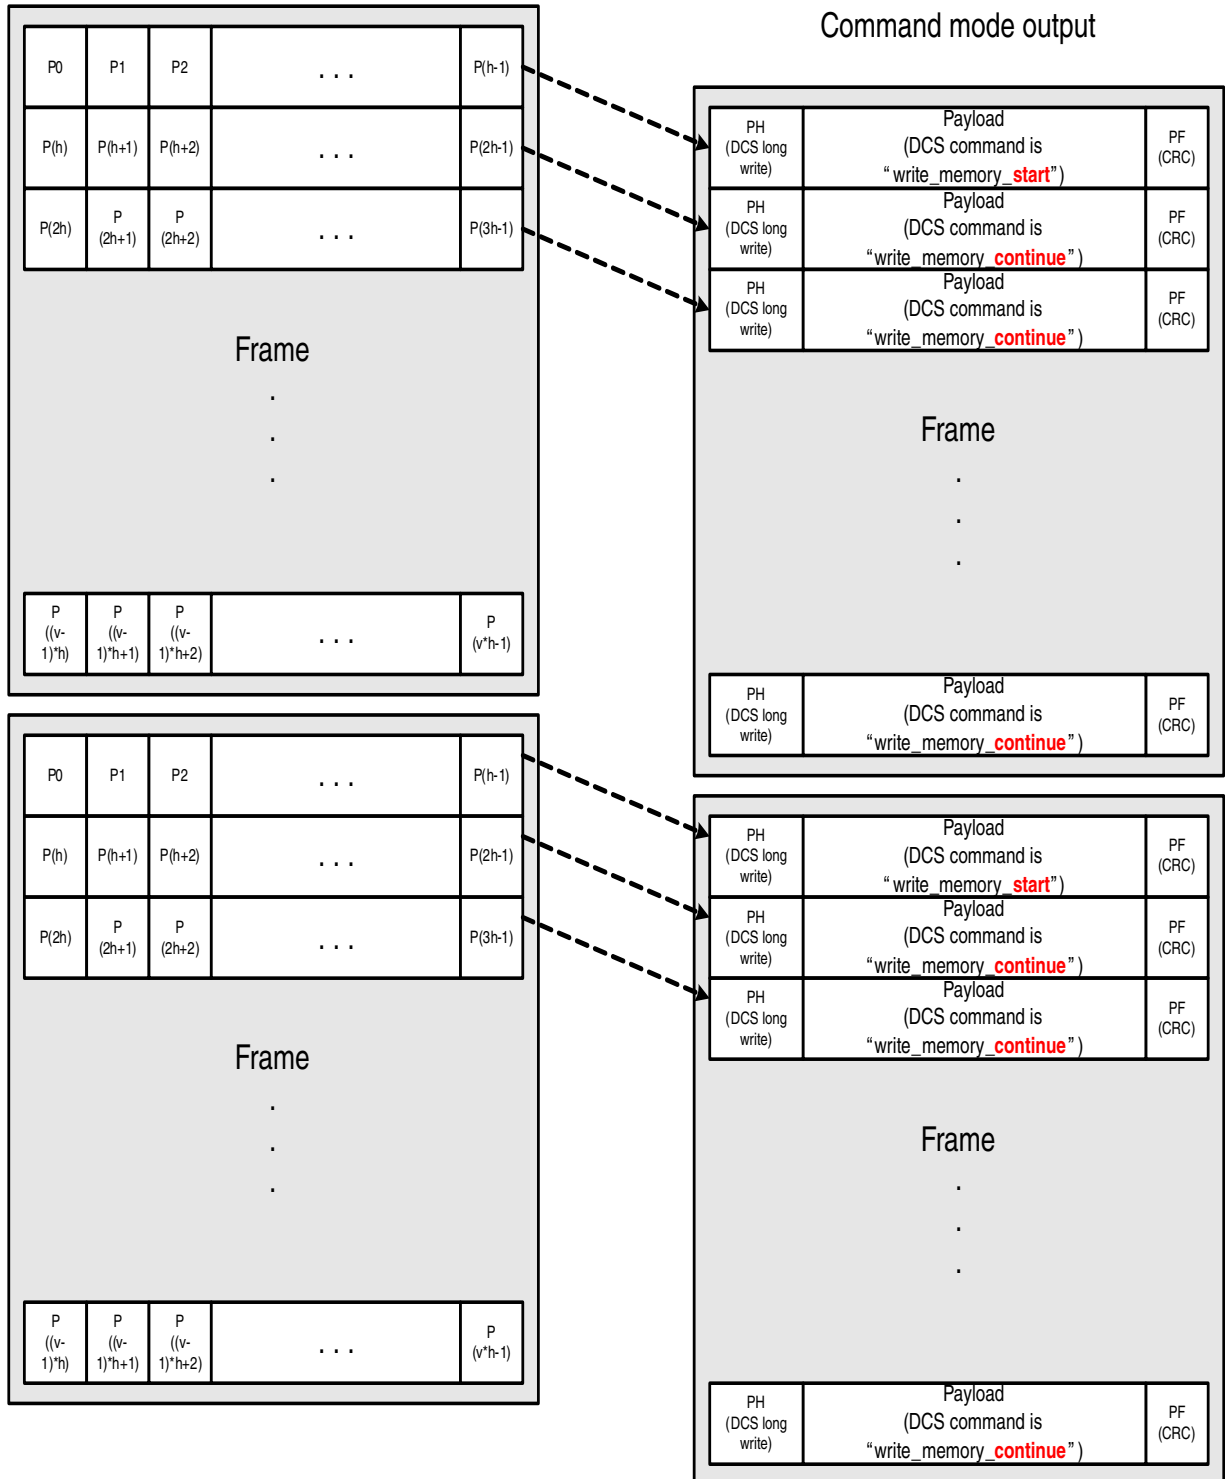 Command mode output
P0 P1 P2 . . . P(h-1)
P(h) P(h+1) P(h+2) . . . P(2h-1)
P(2h) P (2h+1) P (2h+2) . . . P(3h-1)
Frame
.
.
.
P ((v-1)*h) P ((v-1)*h+1) P ((v-1)*h+2) . . . P (v*h-1)
PH
(DCS long
write)
Payload
(DCS command is
“write_memory_start”)
PF
(CRC)
PH
(DCS long
write)
Payload
(DCS command is
“write_memory_continue”)
PF
(CRC)
PH
(DCS long
write)
Payload
(DCS command is
“write_memory_continue”)
PF
(CRC)
Frame
.
.
.
PH
(DCS long
write)
Payload
(DCS command is
“write_memory_continue”)
PF
(CRC)
P0 P1 P2 . . . P(h-1)
P(h) P(h+1) P(h+2) . . . P(2h-1)
P(2h) P (2h+1) P (2h+2) . . . P(3h-1)
Frame
.
.
.
P ((v-1)*h) P ((v-1)*h+1) P ((v-1)*h+2) . . . P (v*h-1)
PH
(DCS long
write)
Payload
(DCS command is
“write_memory_start”)
PF
(CRC)
PH
(DCS long
write)
Payload
(DCS command is
“write_memory_continue”)
PF
(CRC)
PH
(DCS long
write)
Payload
(DCS command is
“write_memory_continue”)
PF
(CRC)
Frame
.
.
.
PH
(DCS long
write)
Payload
(DCS command is
“write_memory_continue”)
PF
(CRC)